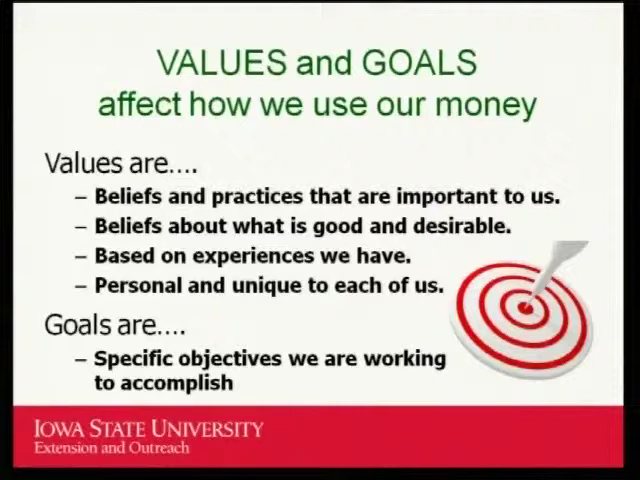 VALUES and GOALS
affect how we use our money
Values are….
– Beliefs and practices that are important to us.
– Beliefs about what is good and desirable.
– Based on experiences we have.
– Personal and unique to each of us.
Goals are….
– Specific objectives we are working
to accomplish
IOWA STATE UNIVERSITY
Extension and Outreach